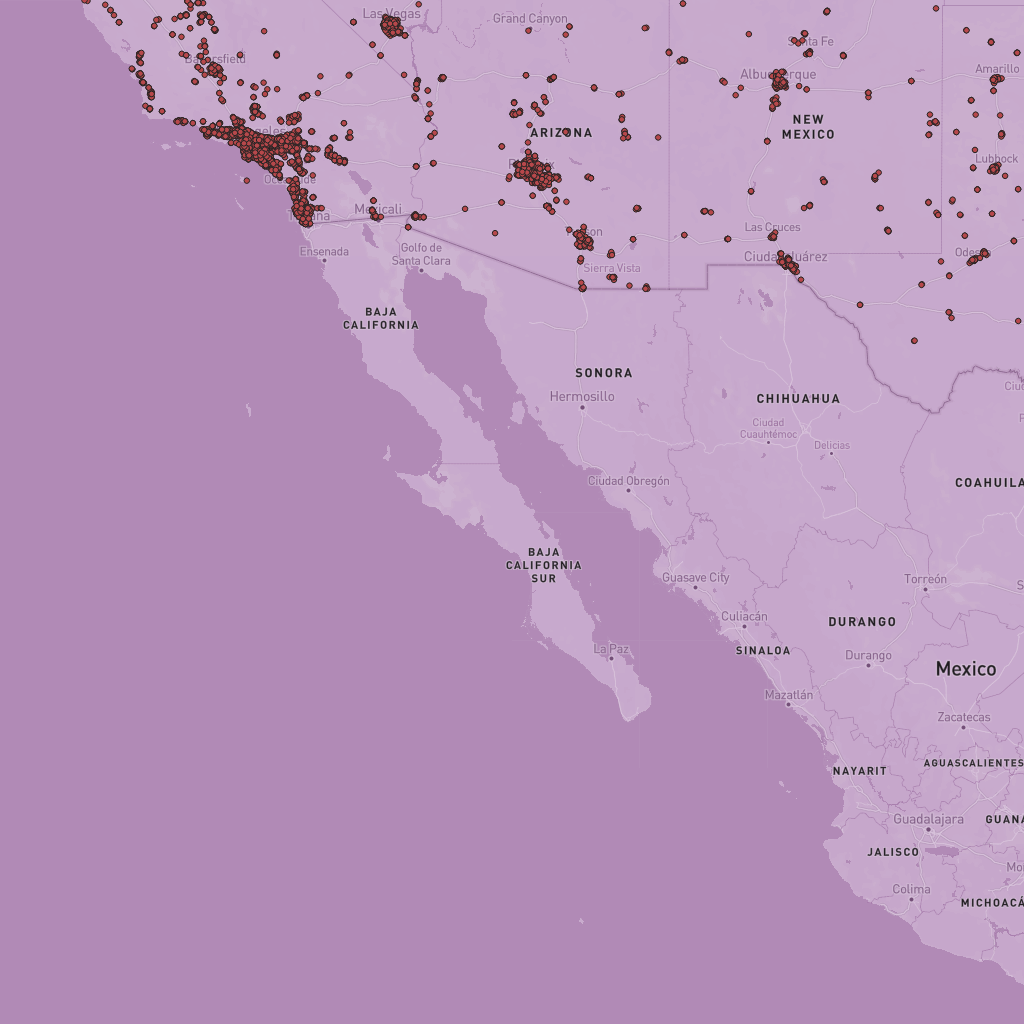 Las Vegas
Grand Canyon
Santa Fe
Bakersfield
Albuquerque
Amarillo
NEW
MEXICO
ARIZONA
Lubbock
Oceanside
Mexicali
Tijuana
Las Cruces
Ensenada
Golfo de
Santa Clara
Sierra Vista
Ciudad Juárez
Odessa
BAJA
CALIFORNIA
SONORA
Hermosillo
CHIHUAHUA
Ciudad
Cuauhtémoc
Delicias
Ciudad Obregón
COAHUILA
BAJA
CALIFORNIA
SUR
Guasave City
Torreón
Culiacán
DURANGO
SINALOA
La Paz
Durango
Mexico
Mazatlán
Zacatecas
NAYARIT
AGUASCALIENTES
Guadalajara
GUANA
JALISCO
Colima
MICHOACÁ